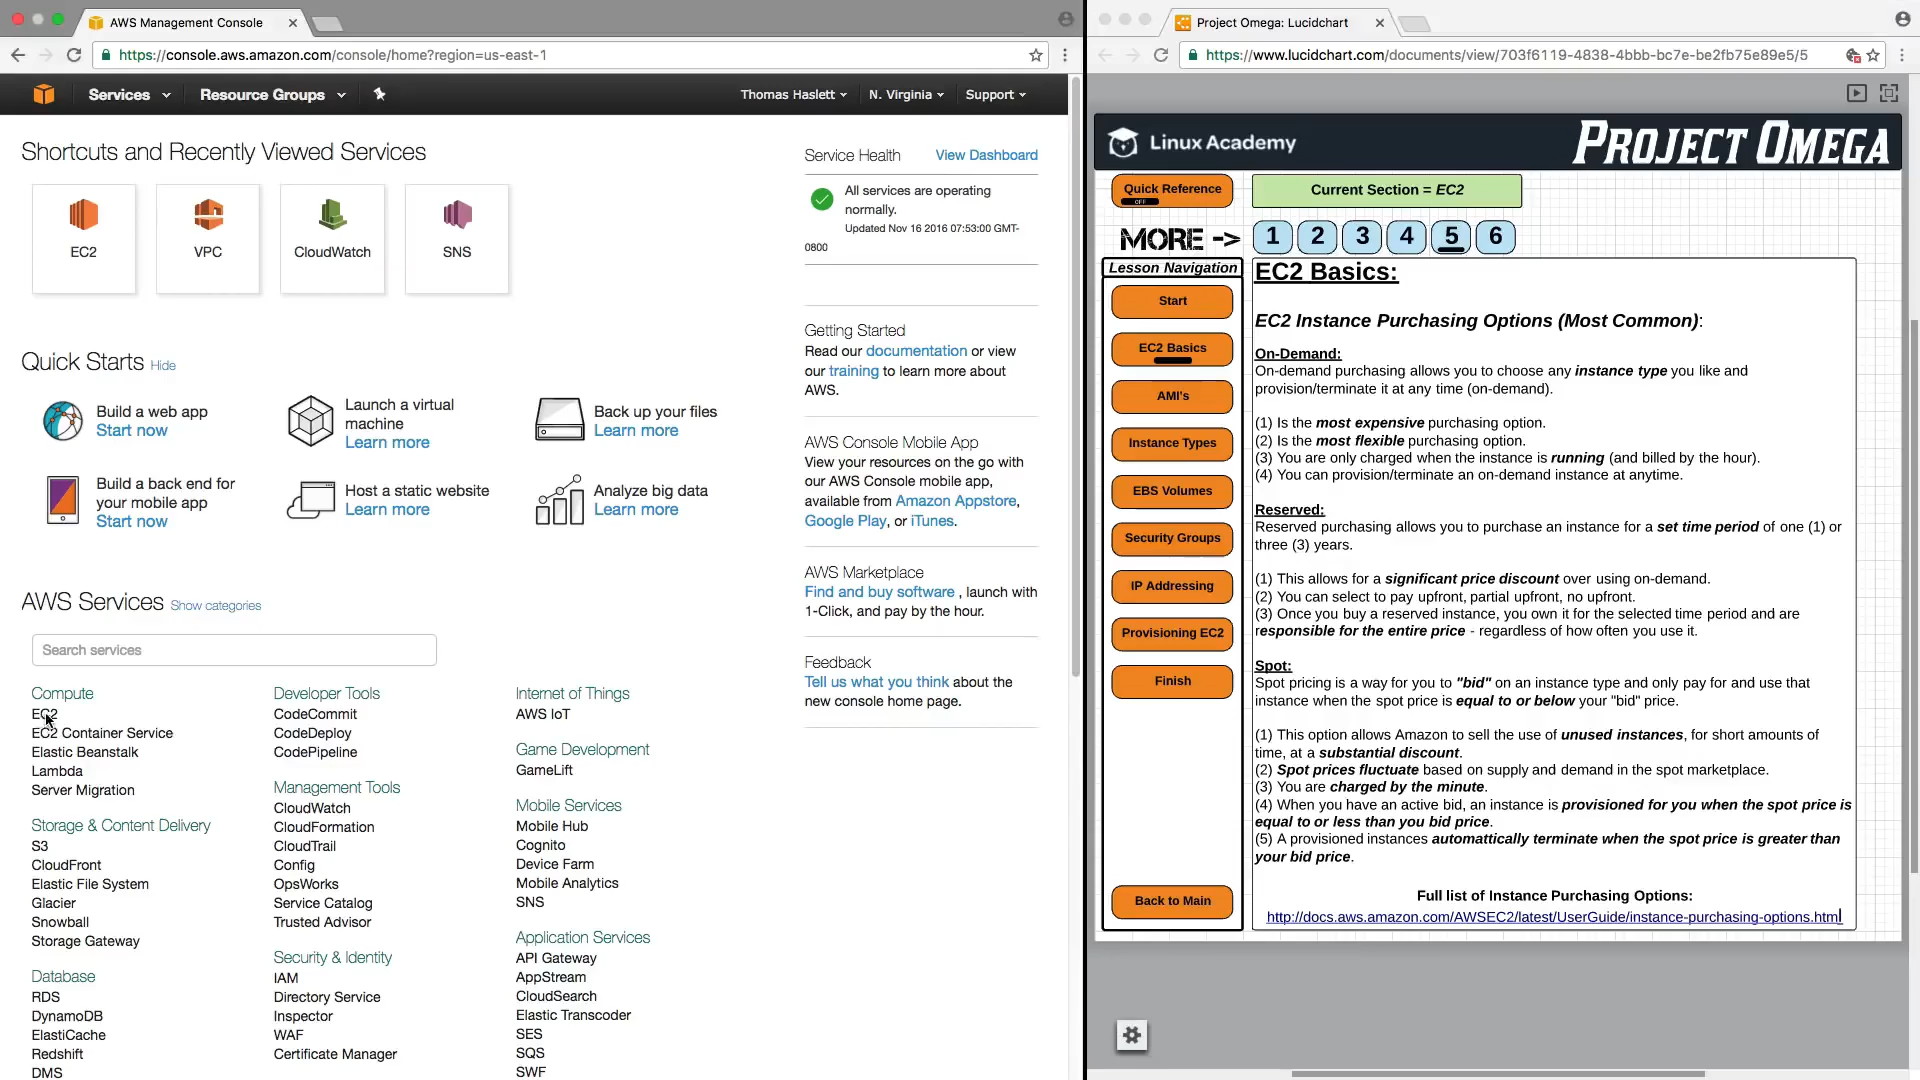 AWS Management Console
https://console.aws.amazon.com/console/home?region=us-east-1
Services
Resource Groups
Thomas Haslett
N. Virginia
Support
Shortcuts and Recently Viewed Services
EC2
VPC
CloudWatch
SNS
Quick Starts Hide
Build a web app
Start now
Launch a virtual
machine
Learn more
Back up your files
Learn more
Build a back end for
your mobile app
Start now
Host a static website
Learn more
Analyze big data
Learn more
AWS Services Show categories
Search services
Compute
EC2
EC2 Container Service
Elastic Beanstalk
Lambda
Server Migration
Storage & Content Delivery
S3
CloudFront
Elastic File System
Glacier
Snowball
Storage Gateway
Database
RDS
DynamoDB
ElastiCache
Redshift
DMS
Developer Tools
CodeCommit
CodeDeploy
CodePipeline
Management Tools
CloudWatch
CloudFormation
CloudTrail
Config
OpsWorks
Service Catalog
Trusted Advisor
Security & Identity
IAM
Directory Service
Inspector
WAF
Certificate Manager
Internet of Things
AWS IoT
Game Development
GameLift
Mobile Services
Mobile Hub
Cognito
Device Farm
Mobile Analytics
SNS
Application Services
API Gateway
AppStream
CloudSearch
Elastic Transcoder
SES
SQS
SWF
Service Health
View Dashboard
All services are operating
normally.
Updated Nov 16 2016 07:53:00 GMT-
0800
Getting Started
Read our documentation or view
our training to learn more about
AWS.
AWS Console Mobile App
View your resources on the go with
our AWS Console mobile app,
available from Amazon Appstore,
Google Play, or iTunes.
AWS Marketplace
Find and buy software , launch with
1-Click, and pay by the hour.
Feedback
Tell us what you think about the
new console home page.
Project Omega: Lucidchart
https://www.lucidchart.com/documents/view/703f6119-4838-4bbb-bc7e-be2fb75e89e5/5
Linux Academy
PROJECT OMEGA
Quick Reference
OFF
Current Section = EC2
MORE ->
1
2
3
4
5
6
Lesson Navigation
Start
EC2 Basics
AMI's
Instance Types
EBS Volumes
Security Groups
IP Addressing
Provisioning EC2
Finish
Back to Main
EC2 Basics:
EC2 Instance Purchasing Options (Most Common):
On-Demand:
On-demand purchasing allows you to choose any instance type you like and
provision/terminate it at any time (on-demand).
(1) Is the most expensive purchasing option.
(2) Is the most flexible purchasing option.
(3) You are only charged when the instance is running (and billed by the hour).
(4) You can provision/terminate an on-demand instance at anytime.
Reserved:
Reserved purchasing allows you to purchase an instance for a set time period of one (1) or
three (3) years.
(1) This allows for a significant price discount over using on-demand.
(2) You can select to pay upfront, partial upfront, no upfront.
(3) Once you buy a reserved instance, you own it for the selected time period and are
responsible for the entire price - regardless of how often you use it.
Spot:
Spot pricing is a way for you to "bid" on an instance type and only pay for and use that
instance when the spot price is equal to or below your "bid" price.
(1) This option allows Amazon to sell the use of unused instances, for short amounts of
time, at a substantial discount.
(2) Spot prices fluctuate based on supply and demand in the spot marketplace.
(3) You are charged by the minute.
(4) When you have an active bid, an instance is provisioned for you when the spot price is
equal to or less than you bid price.
(5) A provisioned instances automattically terminate when the spot price is greater than
your bid price.
Full list of Instance Purchasing Options:
http://docs.aws.amazon.com/AWSEC2/latest/UserGuide/instance-purchasing-options.html